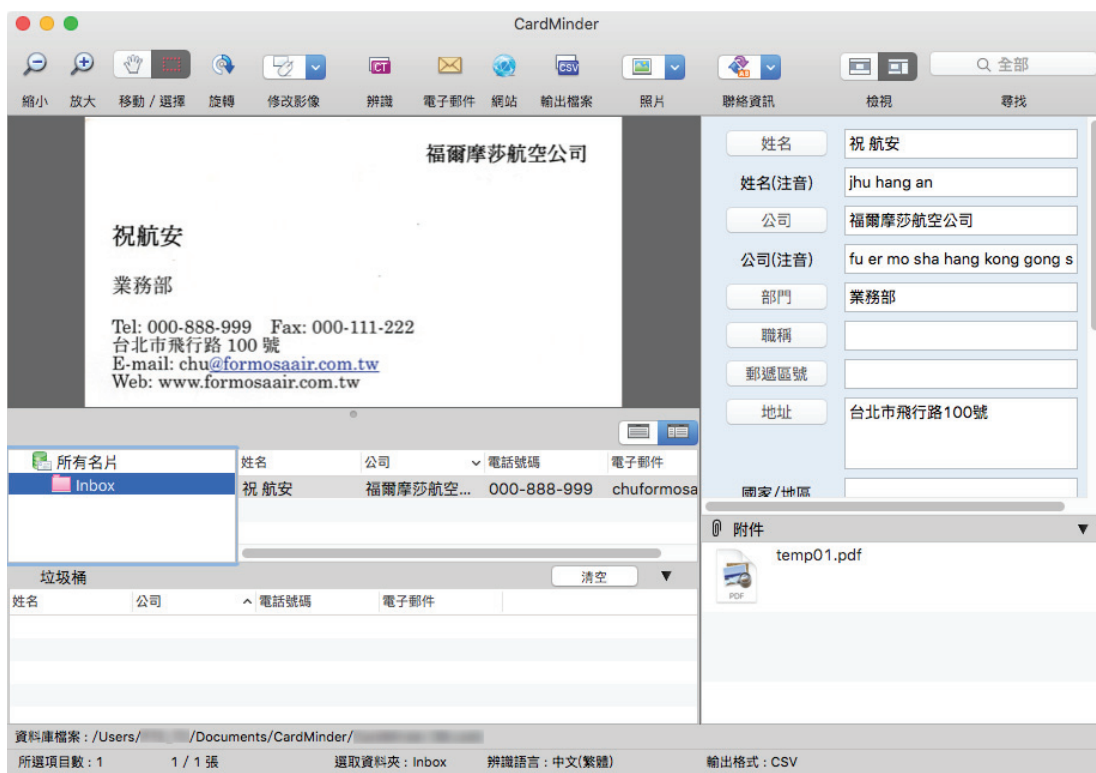 CardMinder
全部
縮小 放大 移動 / 選擇 旋轉 修改影像 辨識 電子郵件 網站 輸出檔案 照片 聯絡資訊 檢視 尋找
CT
CSV
福爾摩莎航空公司
祝航安
業務部
Tel: 000-888-999 Fax: 000-111-222
台北市飛行路 100 號
E-mail: chu@formosaair.com.tw
Web: www.formosaair.com.tw
姓名 祝 航安
姓名(注音) jhu hang an
公司 福爾摩莎航空公司
公司(注音) fu er mo sha hang kong gong s
部門 業務部
職稱
郵遞區號
地址 台北市飛行路100號
國家/地區
所有名片
Inbox
姓名 公司 電話號碼 電子郵件
祝 航安 福爾摩莎航空... 000-888-999 chuformosa
附件
temp01.pdf
PDF
垃圾桶 清空
姓名 公司 電話號碼 電子郵件
資料庫檔案：/Users/ /Documents/CardMinder/
所選項目數：1 1 / 1 張 選取資料夾：Inbox 辨識語言：中文(繁體) 輸出格式：CSV